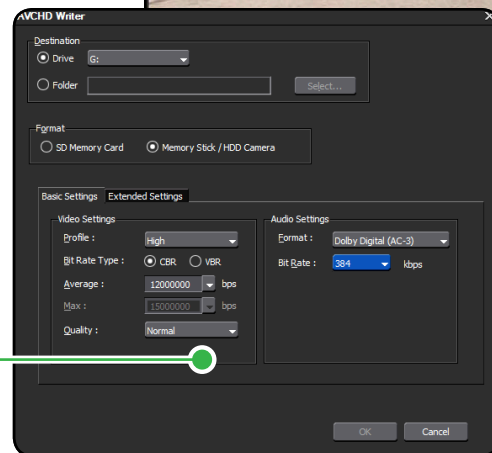 AVCHD Writer X
Destination
Drive G:
Folder Select...
Format
SD Memory Card Memory Stick / HDD Camera
Basic Settings Extended Settings
Video Settings
Profile : High
Bit Rate Type : CBR VBR
Average : 12000000 bps
Max : 15000000 bps
Quality : Normal
Audio Settings
Format : Dolby Digital (AC-3)
Bit Rate : 384 kbps
OK Cancel